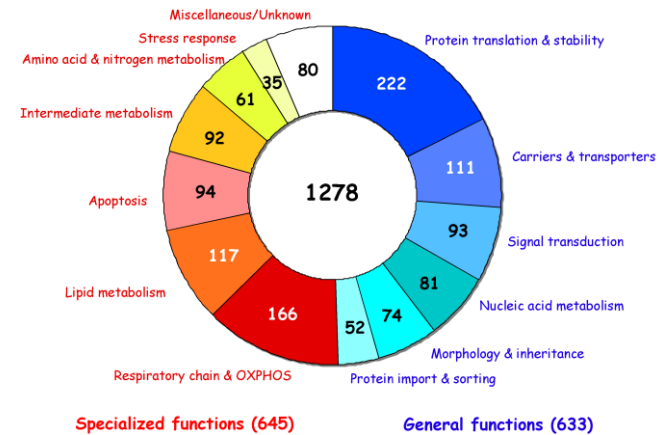 Miscellaneous/Unknown
Stress response
Protein translation & stability
Amino acid & nitrogen metabolism
80
35
222
61
Intermediate metabolism
92
Carriers & transporters
111
94
1278
Apoptosis
93
Signal transduction
117
81
Lipid metabolism
Nucleic acid metabolism
166
74
52
Morphology & inheritance
Respiratory chain & OXPHOS
Protein import & sorting
Specialized functions (645)
General functions (633)